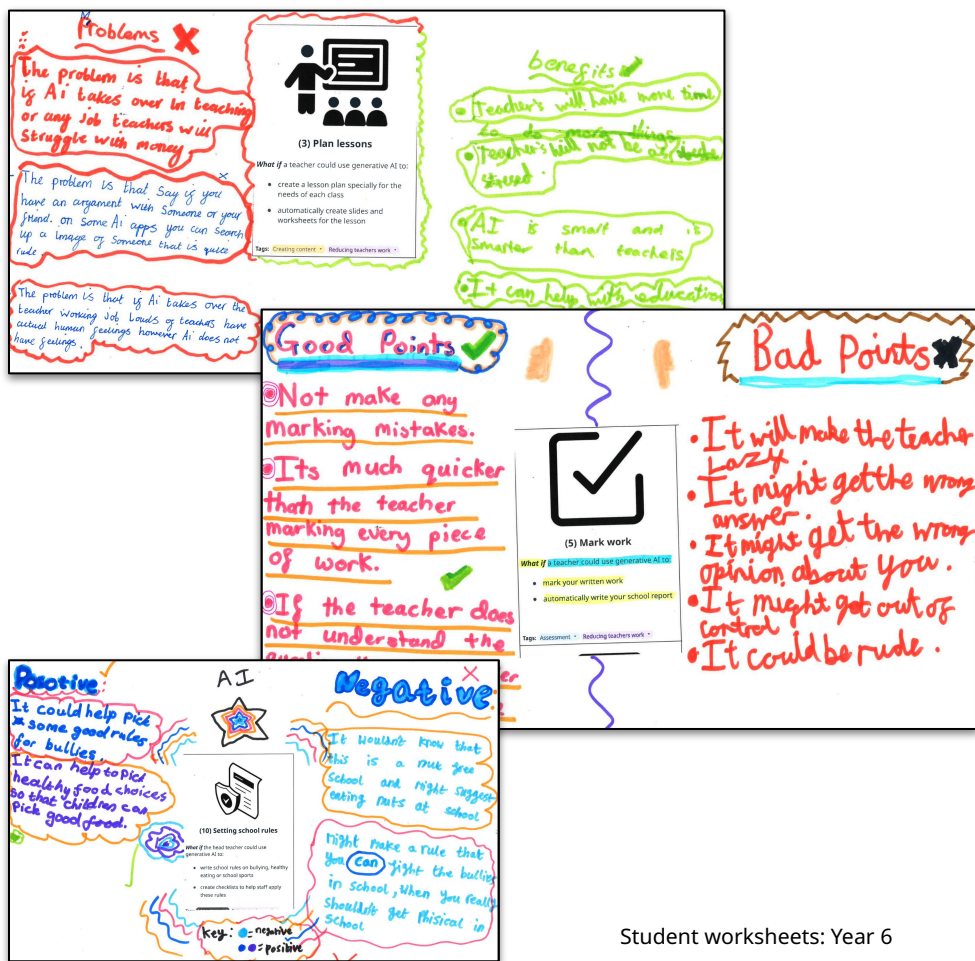 Problems
The problem is that
if Ai takes over in teaching
or any job teachers will
struggle with money
The problem is that Say if you
have an argument with Someone or your
friend. on Some Ai apps you can Search
up a image of Someone that is quite
rude
The problem is that if Ai takes over the
teacher working job Louds of teachers have
actual human feelings however Ai does not
have feelings.
(3) Plan lessons
What if a teacher could use generative AI to:
• create a lesson plan specially for the
needs of each class
• automatically create slides and
worksheets for the lesson
Tags: Creating content Reducing teachers work
benefits
• Teacher's will have more time
to do more things
• Teacher's will not be as
stressed.
• AI is smart and is
smarter than teachers
• It can help with education
Good Points
Not make any
marking mistakes.
Its much quicker
than the teacher
marking every piece
of work.
If the teacher does
not understand the
(5) Mark work
What if a teacher could use generative AI to:
• mark your written work
• automatically write your school report
Tags: Assessment Reducing teachers work
Bad Points
• It will make the teacher
Lazy.
• It might get the wrong
answer.
• It might get the wrong
opinion about you.
• It might get out of
control
• It could be rude.
Posotive:
It could help Pick
some good rules
for bullies.
It can help to Pick
healthy food choices
so that children can
pick good food.
AI
(10) Setting school rules
What if the head teacher could use
generative AI to:
• write school rules on bullying, healthy
eating or school sports
• create checklists to help staff apply
these rules
key: = negative
= positive
Negative
It wouldn't know that
this is a nut free
School and might suggest
eating nuts at school
might make a rule that
you can fight the bullies
in school, when you really
shouldn't get Phisical in
School
Student worksheets: Year 6